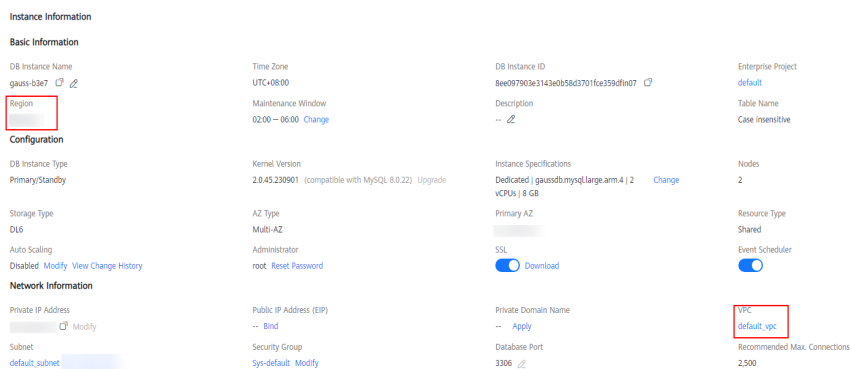 Instance Information
Basic Information
DB Instance Name Time Zone DB Instance ID Enterprise Project
gauss-b3e7 UTC+08:00 8ee097903e3143e0b58d3701fce359dfin07 default
Region Maintenance Window Description Table Name
02:00 — 06:00 Change -- Case insensitive
Configuration
DB Instance Type Kernel Version Instance Specifications Nodes
Primary/Standby 2.0.45.230901 (compatible with MySQL 8.0.22) Upgrade Dedicated | gaussdb.mysql.large.arm.4 | 2 Change 2
vCPUs | 8 GB
Storage Type AZ Type Primary AZ Resource Type
DL6 Multi-AZ Shared
Auto Scaling Administrator SSL Event Scheduler
Disabled Modify View Change History root Reset Password Download
Network Information
Private IP Address Public IP Address (EIP) Private Domain Name VPC
Modify -- Bind -- Apply default_vpc
Subnet Security Group Database Port Recommended Max. Connections
default_subnet Sys-default Modify 3306 2,500